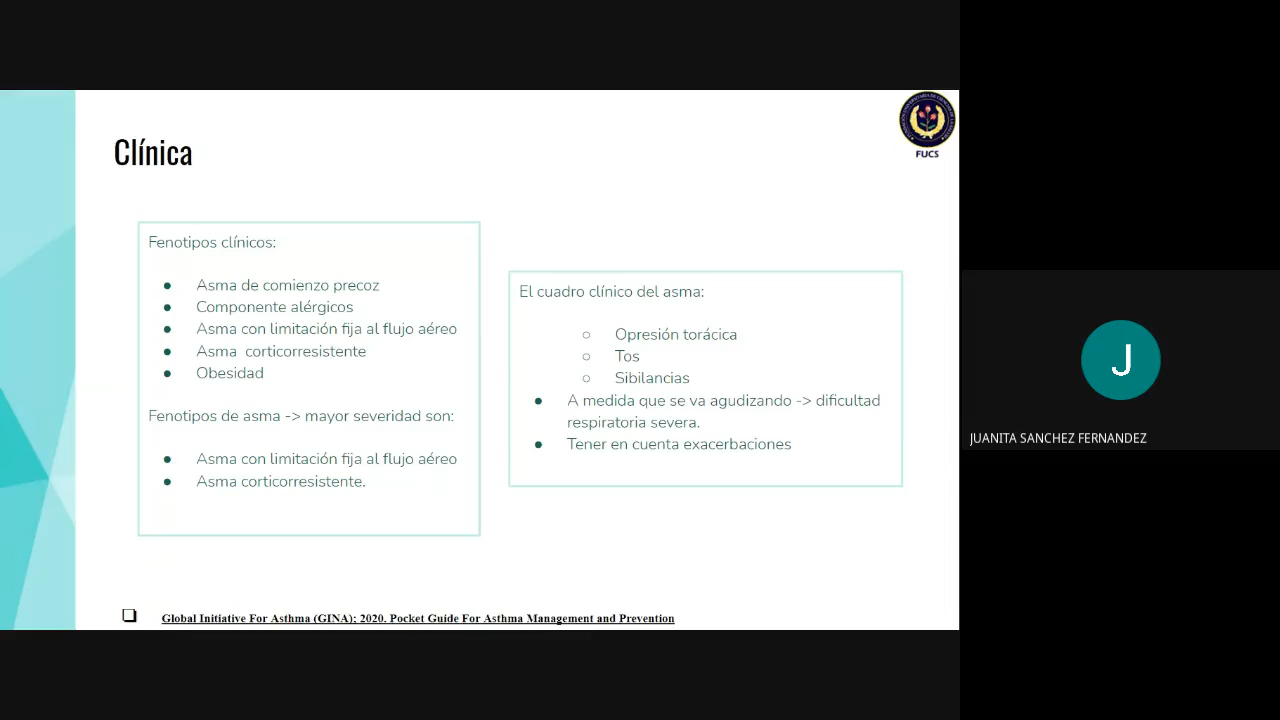 FUCS
Clínica
Fenotipos clínicos:
● Asma de comienzo precoz
● Componente alérgicos
● Asma con limitación fija al flujo aéreo
● Asma corticorresistente
● Obesidad
Fenotipos de asma -> mayor severidad son:
● Asma con limitación fija al flujo aéreo
● Asma corticorresistente.
El cuadro clínico del asma:
○ Opresión torácica
○ Tos
○ Sibilancias
● A medida que se va agudizando -> dificultad
respiratoria severa.
● Tener en cuenta exacerbaciones
❏ Global Initiative For Asthma (GINA); 2020. Pocket Guide For Asthma Management and Prevention
J
JUANITA SANCHEZ FERNANDEZ